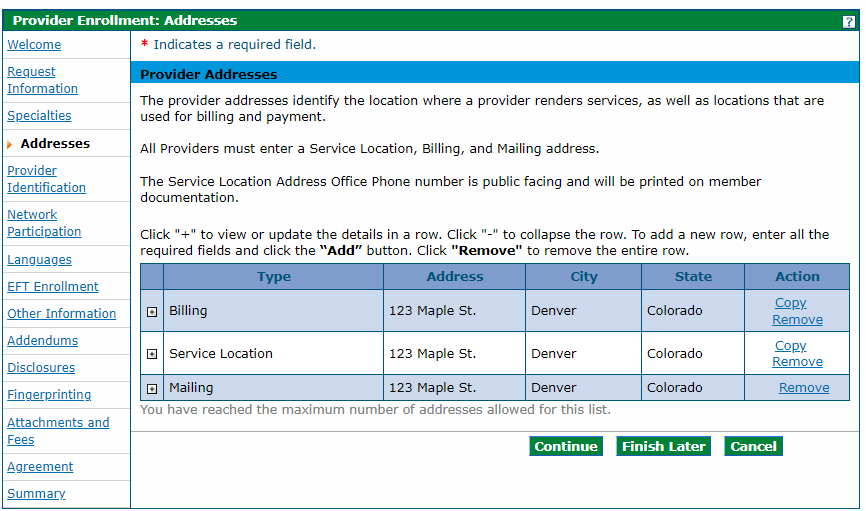 Provider Enrollment: Addresses
?
Welcome
Request
Information
Specialties
Addresses
Provider
Identification
Network
Participation
Languages
EFT Enrollment
Other Information
Addendums
Disclosures
Fingerprinting
Attachments and
Fees
Agreement
Summary
* Indicates a required field.
Provider Addresses
The provider addresses identify the location where a provider renders services, as well as locations that are
used for billing and payment.
All Providers must enter a Service Location, Billing, and Mailing address.
The Service Location Address Office Phone number is public facing and will be printed on member
documentation.
Click "+" to view or update the details in a row. Click "-" to collapse the row. To add a new row, enter all the
required fields and click the “Add” button. Click "Remove" to remove the entire row.
Type Address City State Action
+ Billing 123 Maple St. Denver Colorado Copy
Remove
+ Service Location 123 Maple St. Denver Colorado Copy
Remove
+ Mailing 123 Maple St. Denver Colorado Remove
You have reached the maximum number of addresses allowed for this list.
Continue Finish Later Cancel